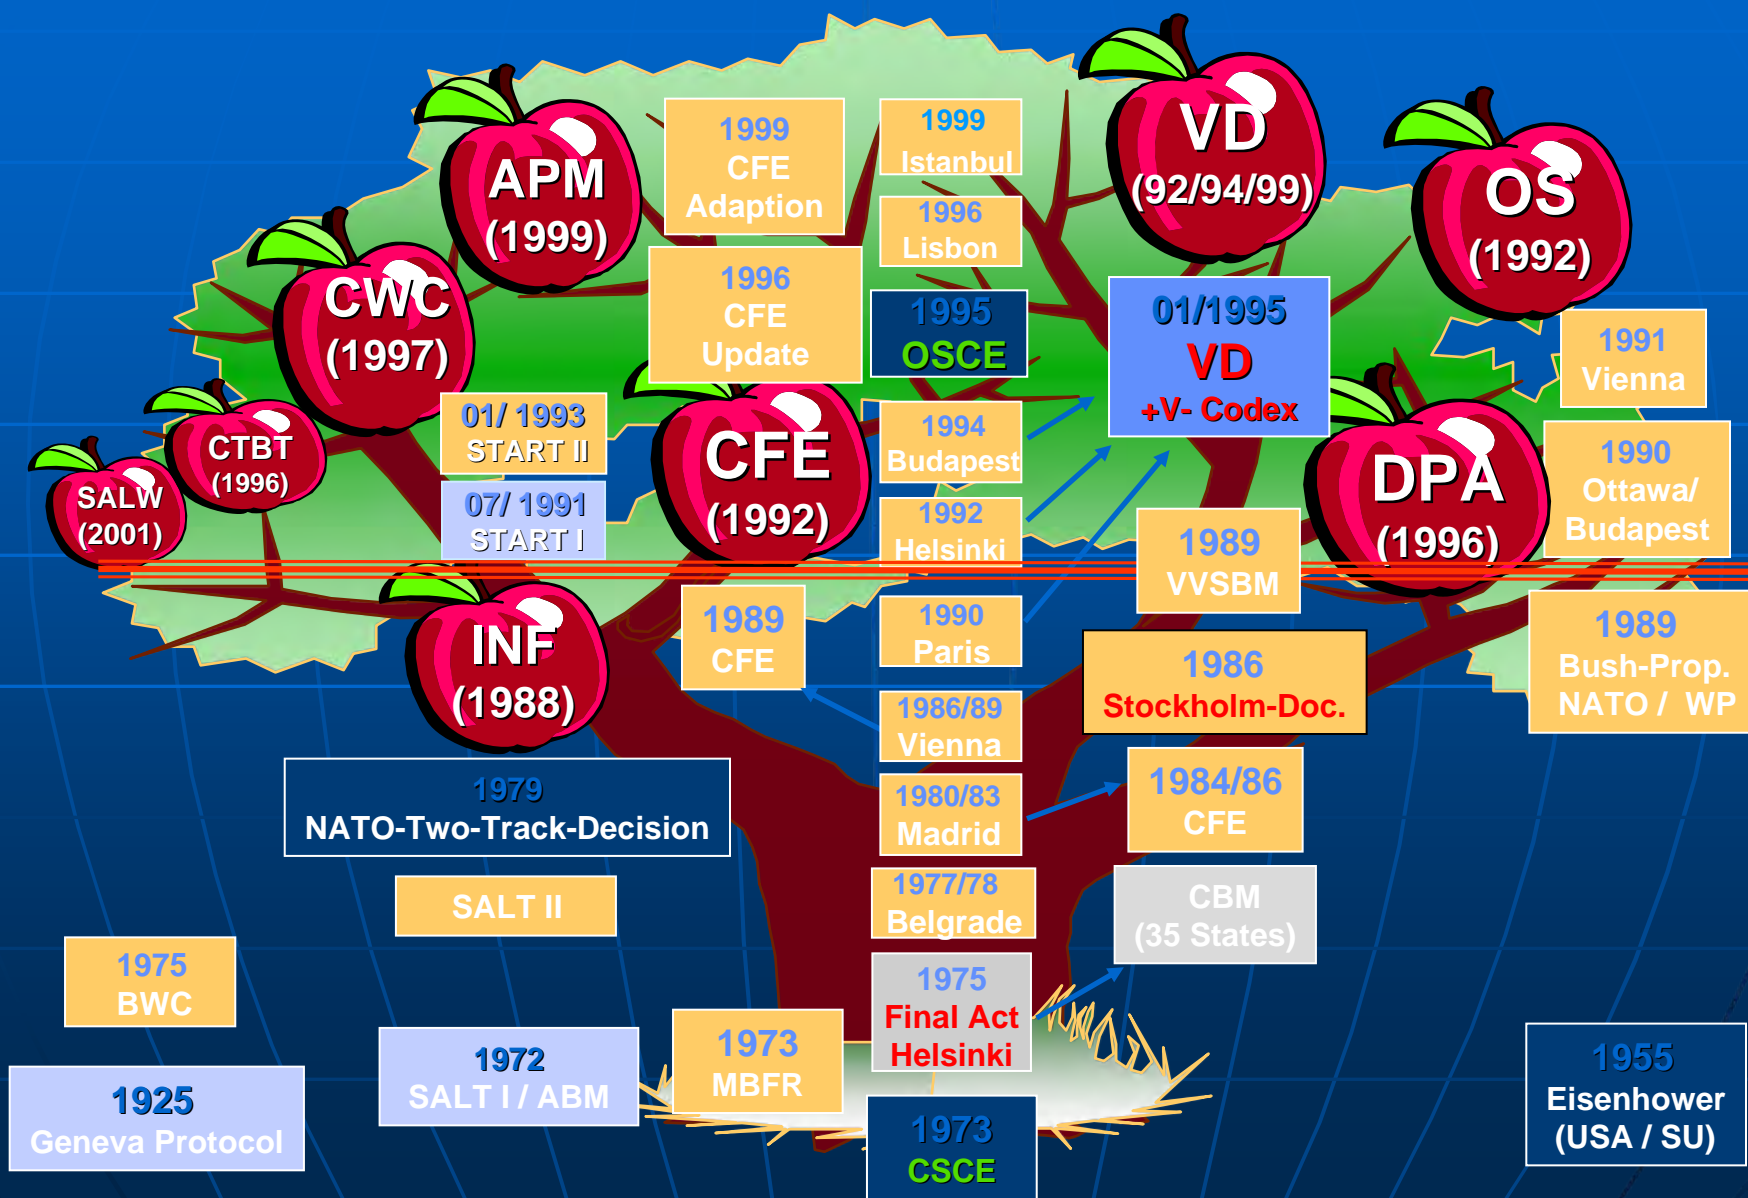 APM
(1999)
1999
CFE
Adaption
1999
Istanbul
VD
(92/94/99)
OS
(1992)
CWC
(1997)
1996
CFE
Update
1996
Lisbon
1995
OSCE
01/1995
VD
+V- Codex
1991
Vienna
CTBT
(1996)
SALW
(2001)
01/ 1993
START II
07/ 1991
START I
CFE
(1992)
1994
Budapest
1992
Helsinki
DPA
(1996)
1990
Ottawa/
Budapest
1989
VVSBM
INF
(1988)
1989
CFE
1990
Paris
1986
Stockholm-Doc.
1989
Bush-Prop.
NATO / WP
1986/89
Vienna
1979
NATO-Two-Track-Decision
1980/83
Madrid
1984/86
CFE
SALT II
1977/78
Belgrade
CBM
(35 States)
1975
BWC
1975
Final Act
Helsinki
1972
SALT I / ABM
1973
MBFR
1925
Geneva Protocol
1973
CSCE
1955
Eisenhower
(USA / SU)